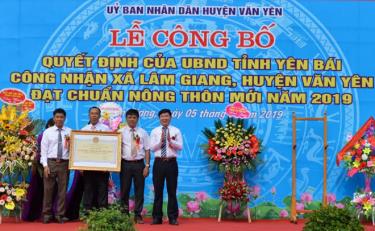 ỦY BAN NHÂN DÂN HUYỆN VĂN YÊN
LỄ CÔNG BỐ
QUYẾT ĐỊNH CỦA UBND TỈNH YÊN BÁI
CÔNG NHẬN XÃ LÂM GIANG, HUYỆN VĂN YÊN
ĐẠT CHUẨN NÔNG THÔN MỚI NĂM 2019
ang, ngày 05 tháng 2019